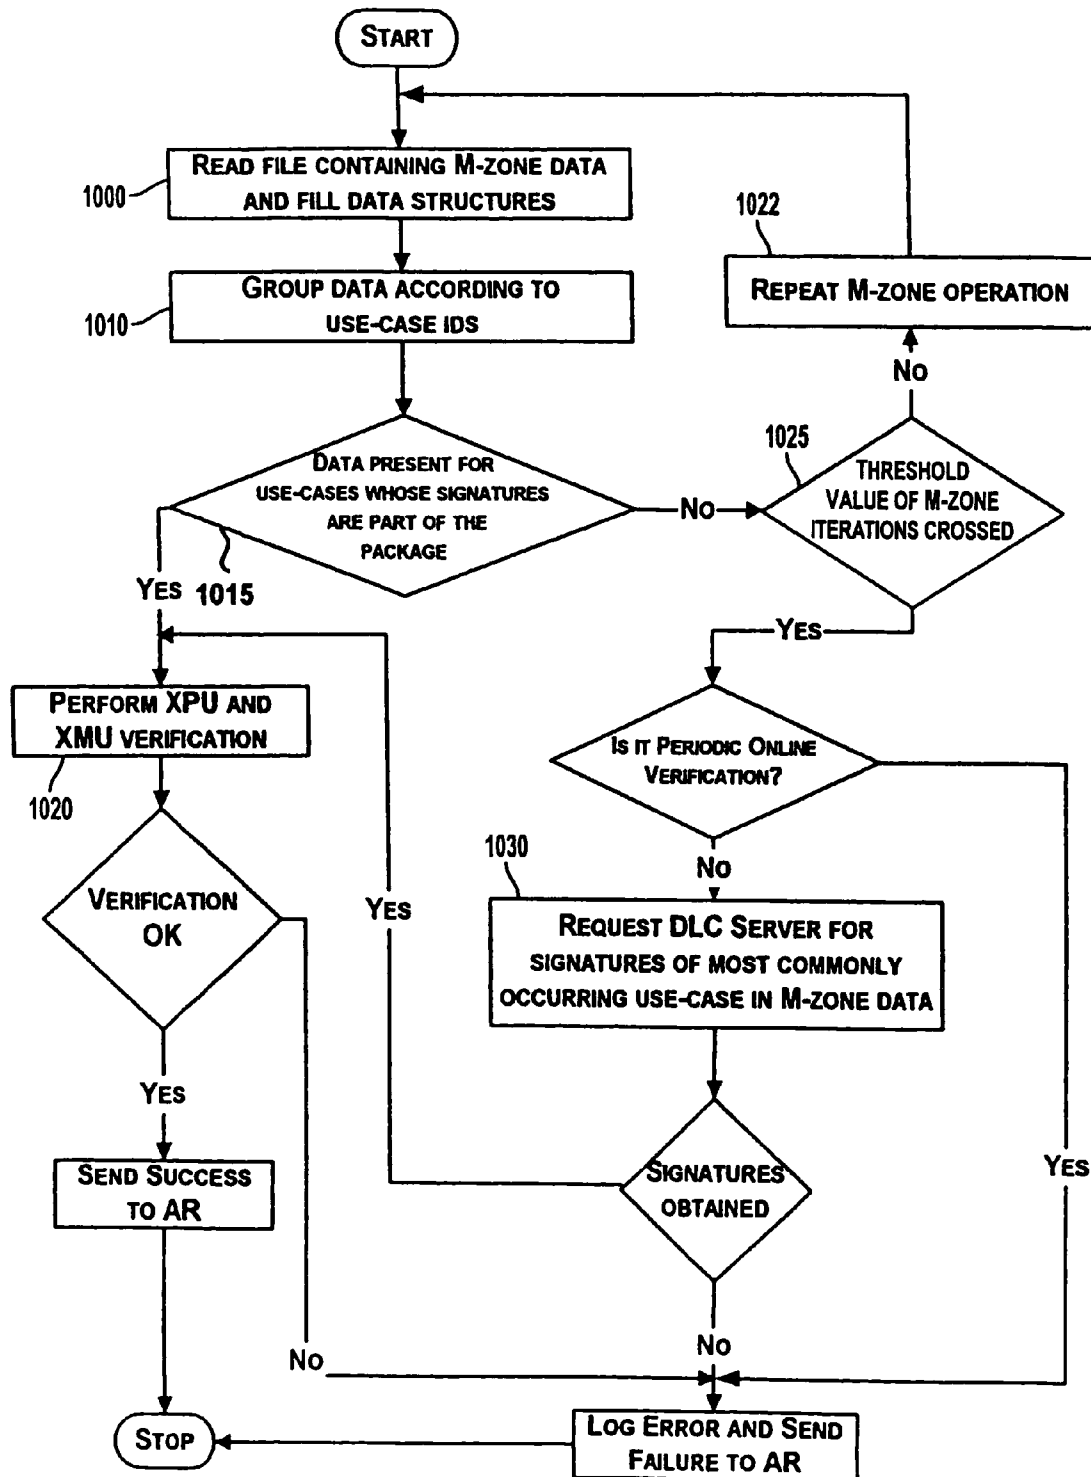 START
READ FILE CONTAINING M-ZONE DATA
AND FILL DATA STRUCTURES
1000
GROUP DATA ACCORDING TO
USE-CASE IDS
1010
1022
REPEAT M-ZONE OPERATION
NO
DATA PRESENT FOR
USE-CASES WHOSE SIGNATURES
ARE PART OF THE
PACKAGE
1015
NO
1025
THRESHOLD
VALUE OF M-ZONE
ITERATIONS CROSSED
YES
YES
PERFORM XPU AND
XMU VERIFICATION
1020
IS IT PERIODIC ONLINE
VERIFICATION?
NO
1030
REQUEST DLC SERVER FOR
SIGNATURES OF MOST COMMONLY
OCCURRING USE-CASE IN M-ZONE DATA
VERIFICATION
OK
YES
YES
SEND SUCCESS
TO AR
SIGNATURES
OBTAINED
YES
NO
NO
STOP
LOG ERROR AND SEND
FAILURE TO AR